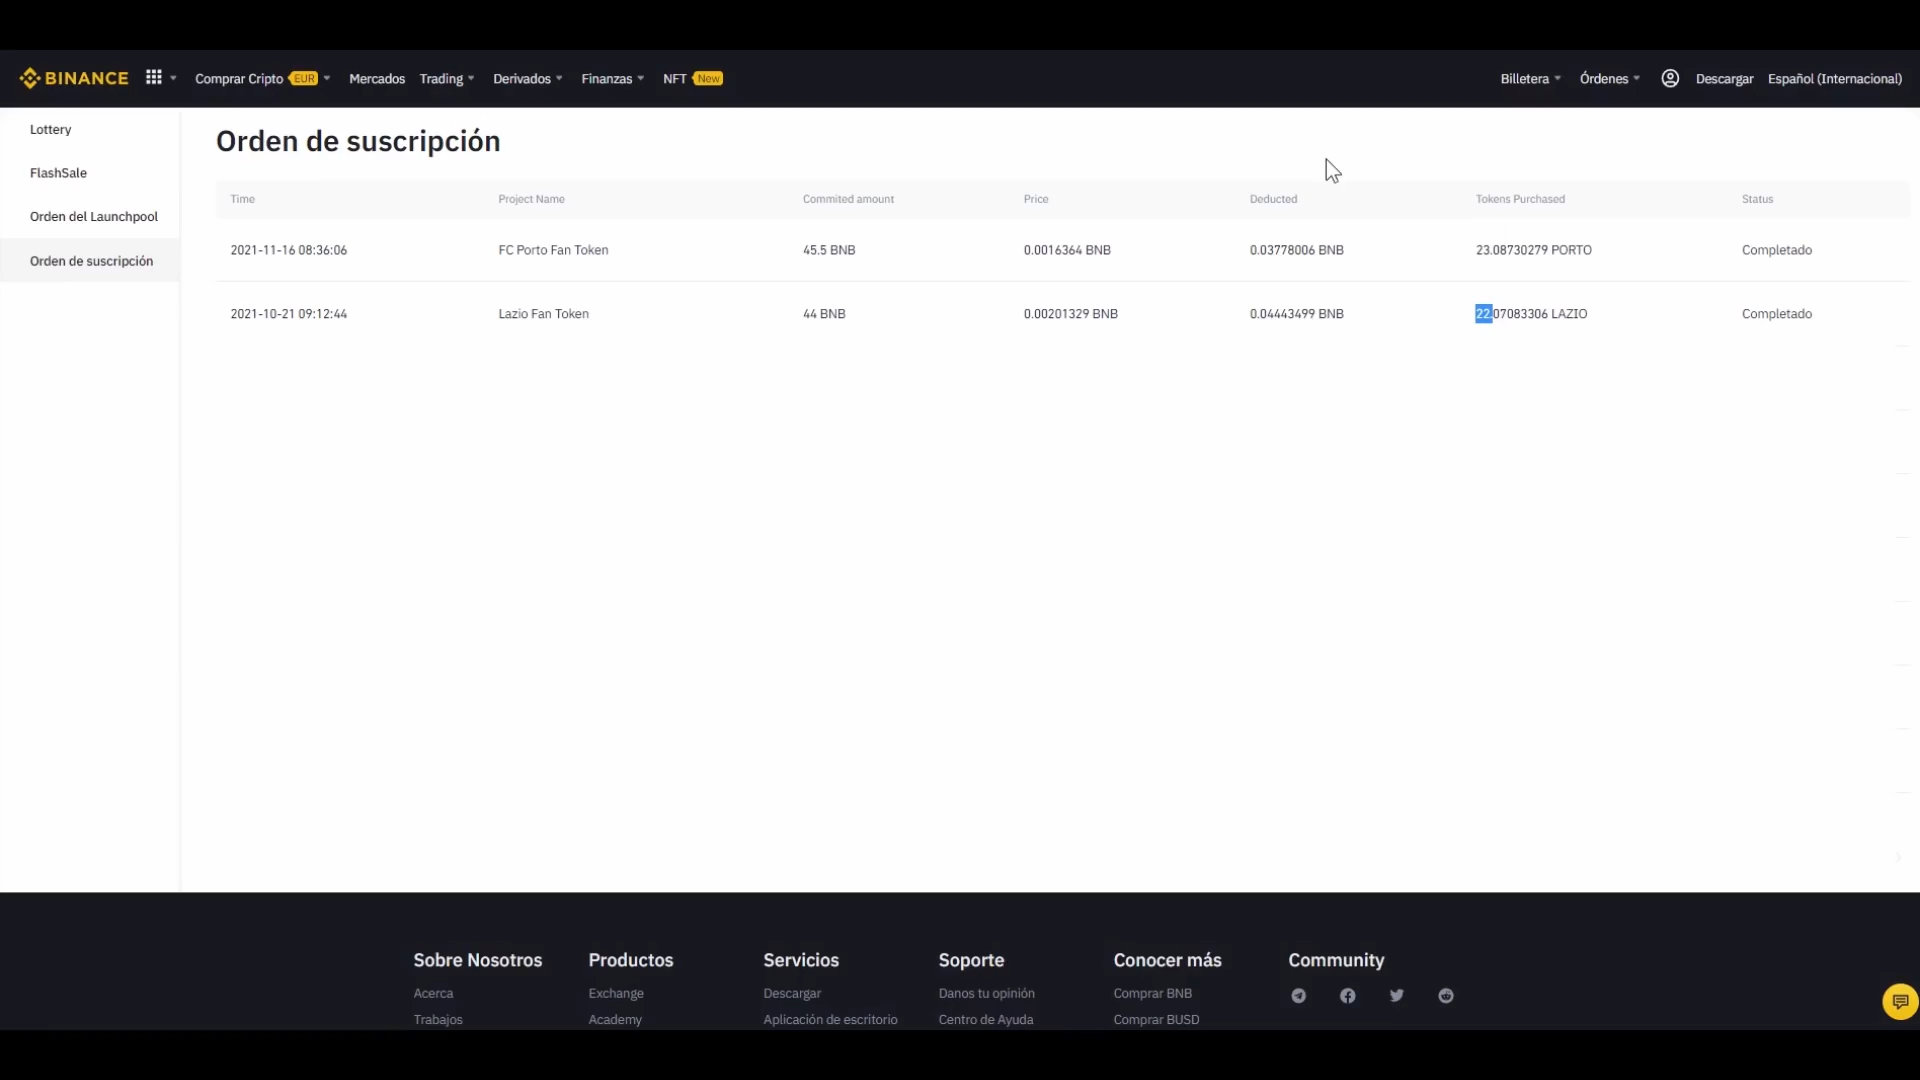 BINANCE Comprar Cripto EUR Mercados Trading Derivados Finanzas NFT New Billetera Órdenes Descargar Español (Internacional)
Lottery
FlashSale
Orden del Launchpool
Orden de suscripción
Orden de suscripción
Time Project Name Commited amount Price Deducted Tokens Purchased Status
2021-11-16 08:36:06 FC Porto Fan Token 45.5 BNB 0.0016364 BNB 0.03778006 BNB 23.08730279 PORTO Completado
2021-10-21 09:12:44 Lazio Fan Token 44 BNB 0.00201329 BNB 0.04443499 BNB 22.07083306 LAZIO Completado
Sobre Nosotros Productos Servicios Soporte Conocer más Community
Acerca Exchange Descargar Danos tu opinión Comprar BNB
Trabajos Academy Aplicación de escritorio Centro de Ayuda Comprar BUSD